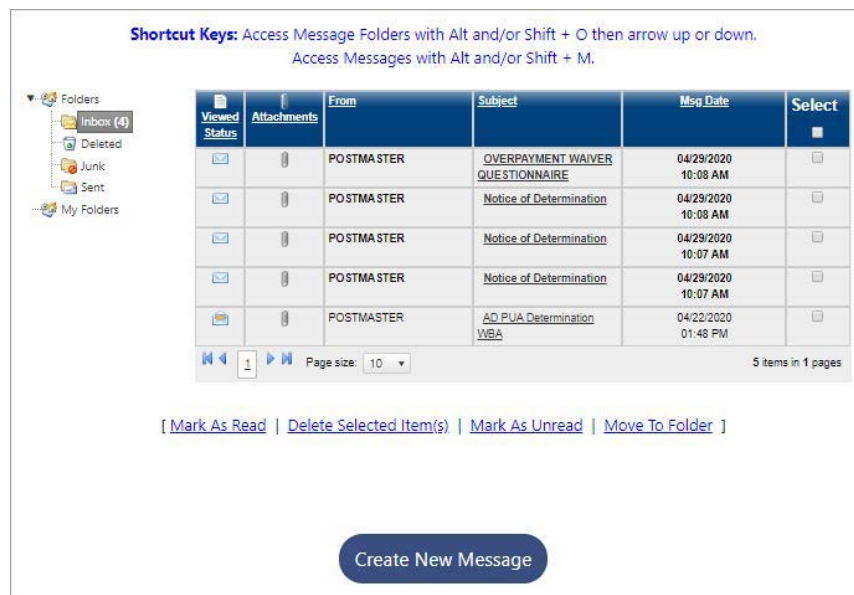 Shortcut Keys: Access Message Folders with Alt and/or Shift + O then arrow up or down.
Access Messages with Alt and/or Shift + M.
Folders
Inbox (4)
Deleted
Junk
Sent
My Folders
Viewed Status Attachments From Subject Msg Date Select
POSTMASTER OVERPAYMENT WAIVER QUESTIONNAIRE 04/29/2020 10:08 AM
POSTMASTER Notice of Determination 04/29/2020 10:08 AM
POSTMASTER Notice of Determination 04/29/2020 10:07 AM
POSTMASTER Notice of Determination 04/29/2020 10:07 AM
POSTMASTER AD PUA Determination WBA 04/22/2020 01:48 PM
1 Page size: 10 5 items in 1 pages
[ Mark As Read | Delete Selected Item(s) | Mark As Unread | Move To Folder ]
Create New Message